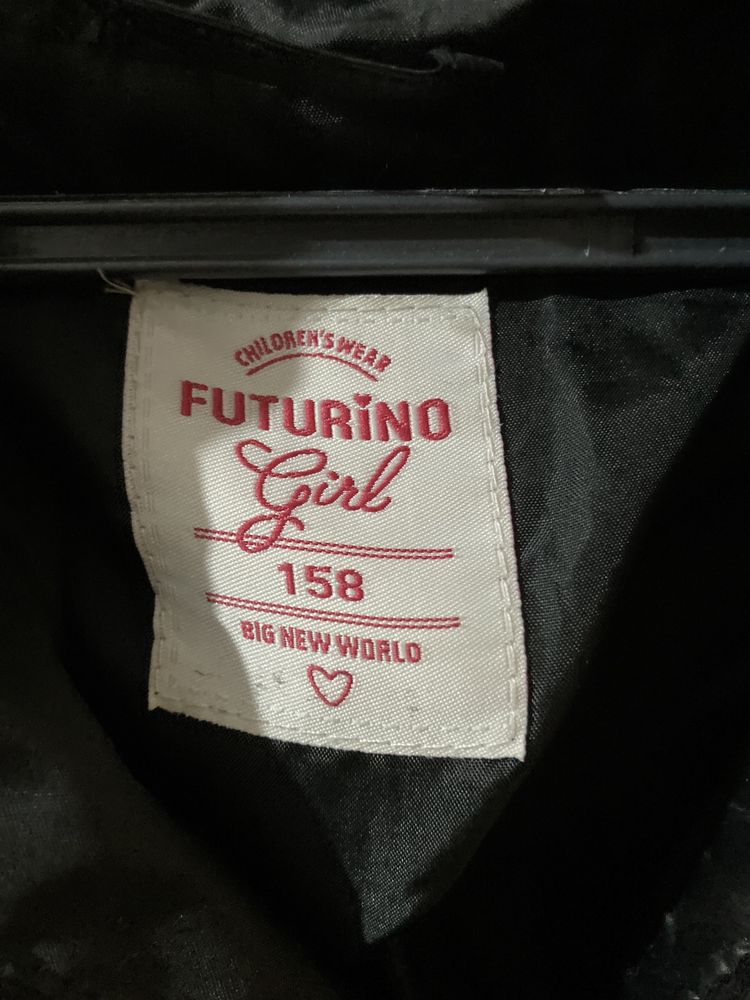 CHILDREN'S WEAR
FUTURiNO
Girl
158
BIG NEW WORLD